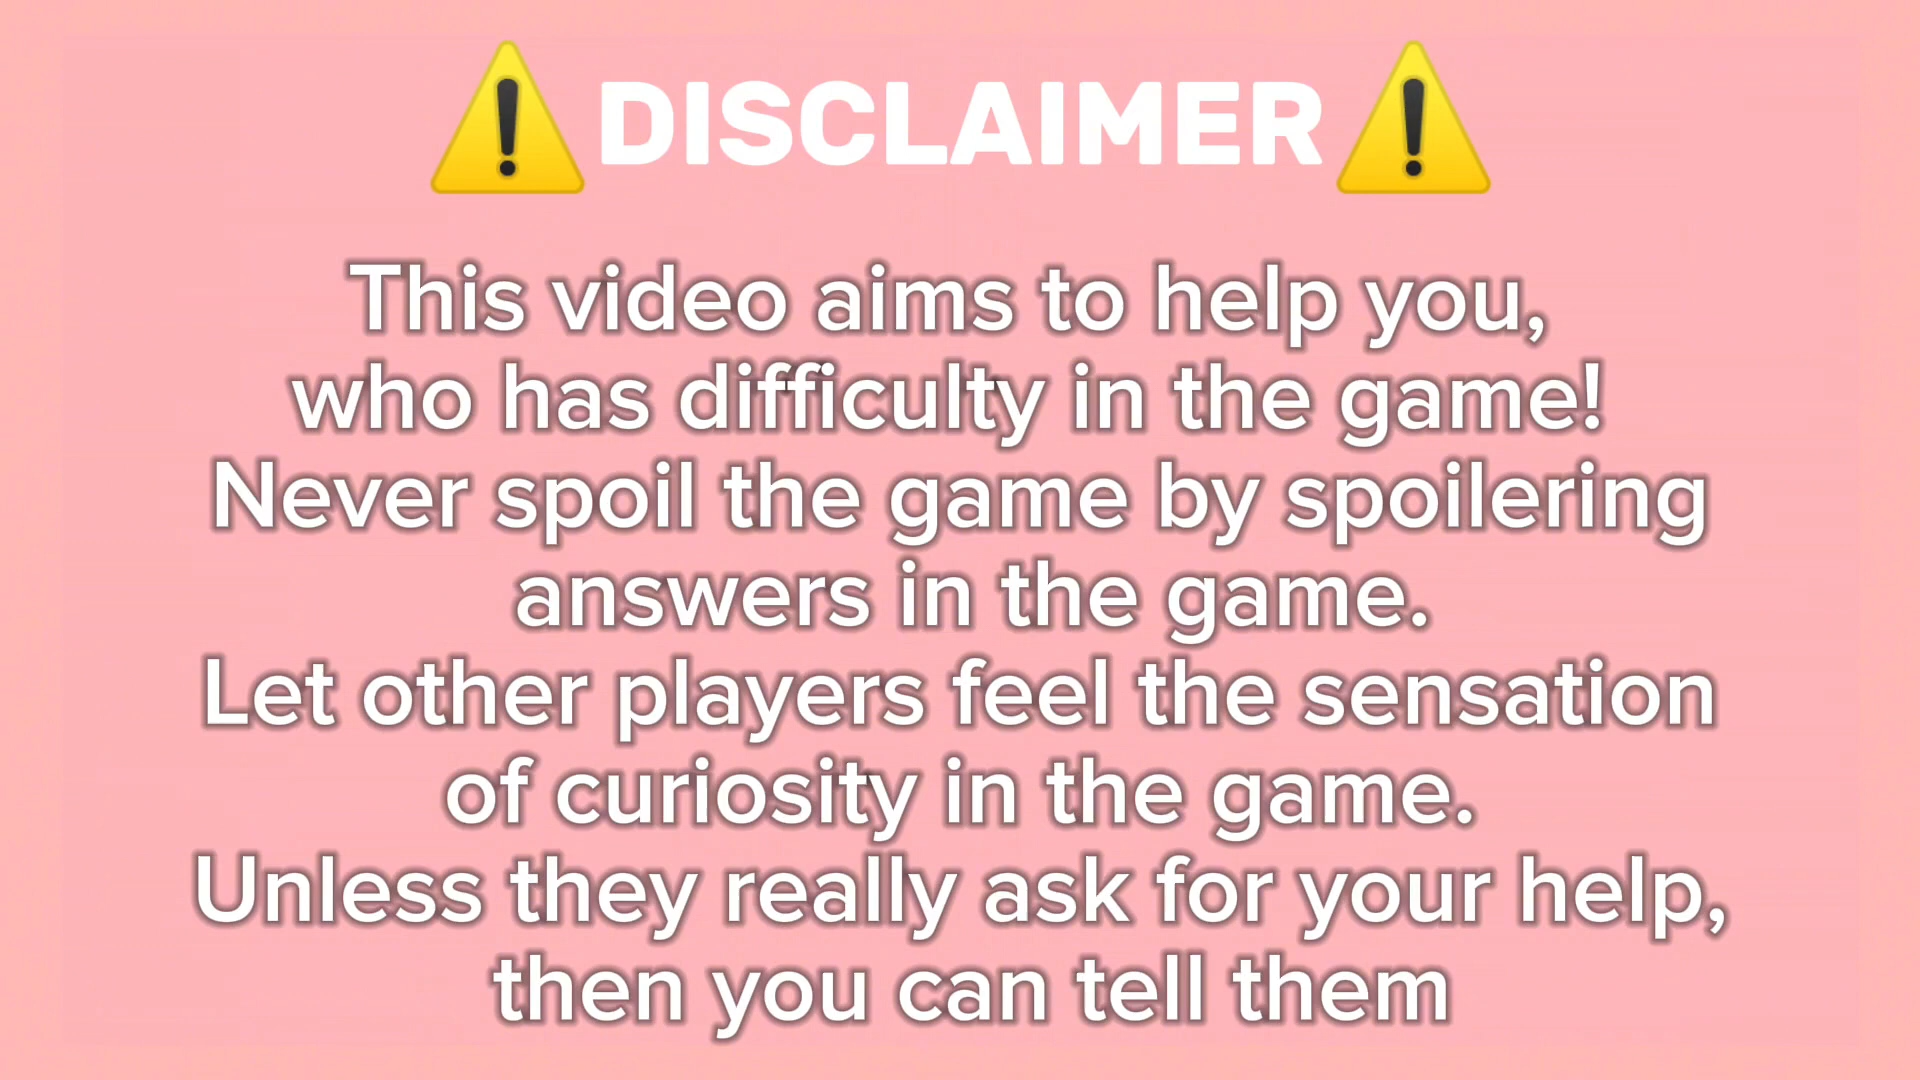 ⚠️DISCLAIMER⚠️
This video aims to help you,
who has difficulty in the game!
Never spoil the game by spoilering
answers in the game.
Let other players feel the sensation
of curiosity in the game.
Unless they really ask for your help,
then you can tell them